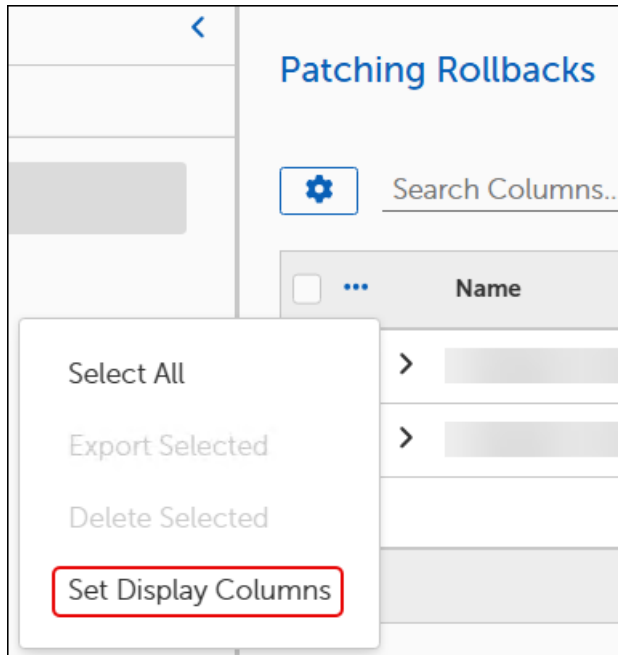 Patching Rollbacks
Search Columns...
Name
Select All
Export Selected
Delete Selected
Set Display Columns